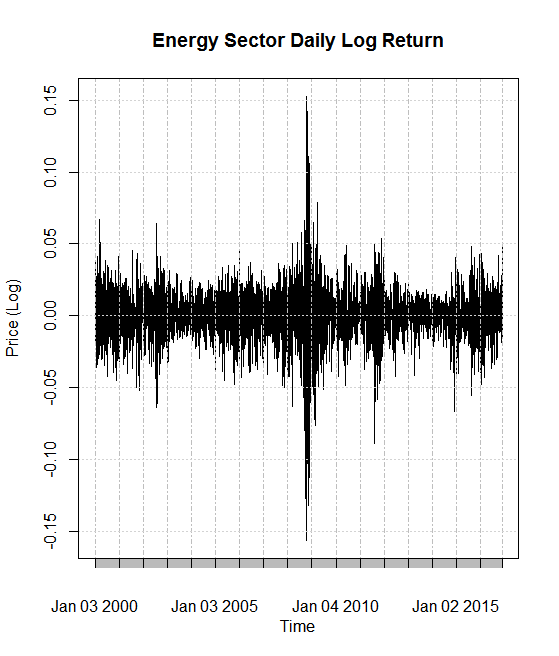 Energy Sector Daily Log Return
Price (Log)
0.15
0.10
0.05
0.00
-0.05
-0.10
-0.15
Jan 03 2000 Jan 03 2005 Jan 04 2010 Jan 02 2015
Time